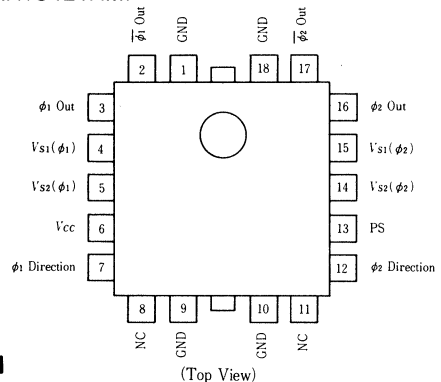 φ̅1 Out
GND
GND
φ̅2 Out
2
1
18
17
φ1 Out 3
16 φ2 Out
VS1(φ1) 4
15 VS1(φ2)
VS2(φ1) 5
14 VS2(φ2)
Vcc 6
13 PS
φ1 Direction 7
12 φ2 Direction
8
9
10
11
NC
GND
GND
NC
(Top View)